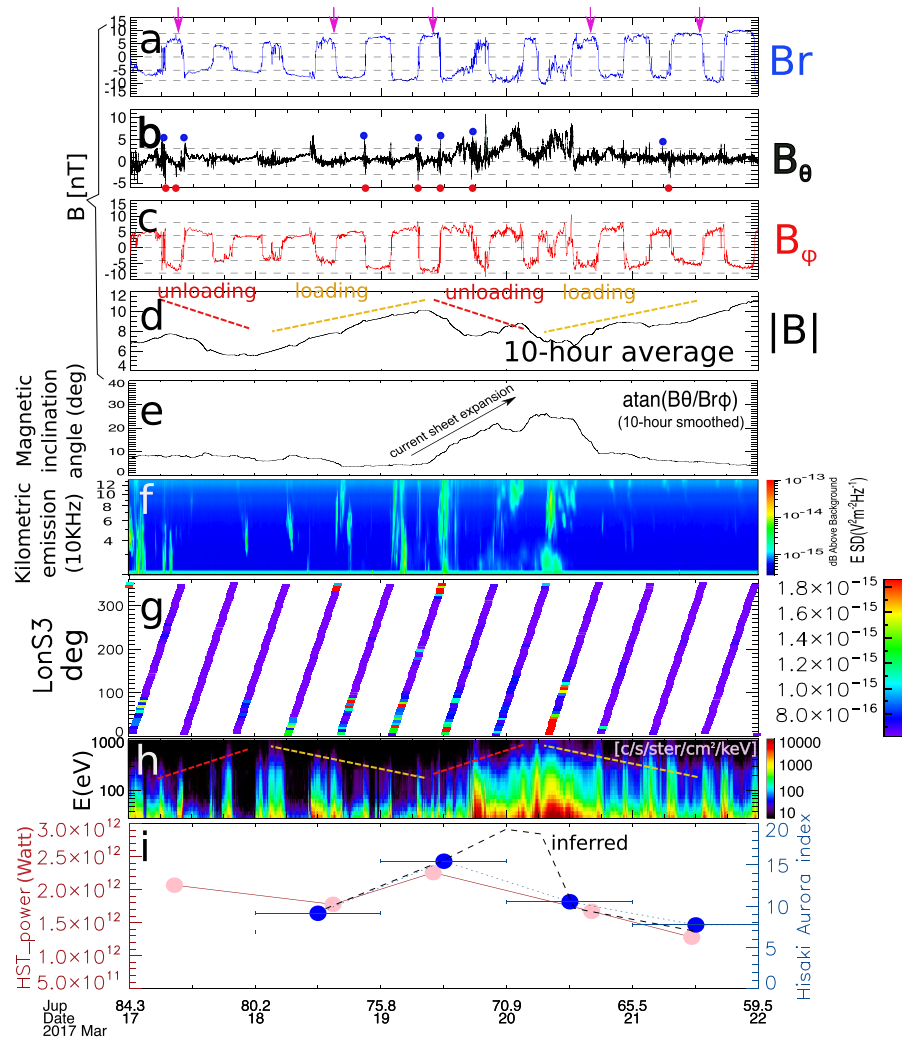 15
10
5
0
-5
-10
a
Br
10
5
0
-5
b
Bθ
B [nT]
15
10
5
0
-5
-10
c
Bφ
12
10
8
6
4
d
unloading
loading
unloading
loading
10-hour average
|B|
40
30
20
10
0
Magnetic
inclination
angle (deg)
e
current sheet expansion
atan(Bθ/Brϕ)
(10-hour smoothed)
12
10
8
6
4
Kilometric
emission
(10KHz)
f
10⁻¹³
10⁻¹⁴
10⁻¹⁵
dB Above Background
E SD(V²m⁻²Hz⁻¹)
300
200
100
0
LonS3
deg
g
1.8×10⁻¹⁵
1.6×10⁻¹⁵
1.4×10⁻¹⁵
1.2×10⁻¹⁵
1.0×10⁻¹⁵
8.0×10⁻¹⁶
1000
100
E(eV)
h
[c/s/ster/cm²/keV]
10000
1000
100
10
3.0×10¹²
2.5×10¹²
2.0×10¹²
1.5×10¹²
1.0×10¹²
5.0×10¹¹
HST_power (Watt)
i
inferred
20
15
10
5
0
Hisaki Aurora index
Jup 84.3 80.2 75.8 70.9 65.5 59.5
Date 17 18 19 20 21 22
2017 Mar